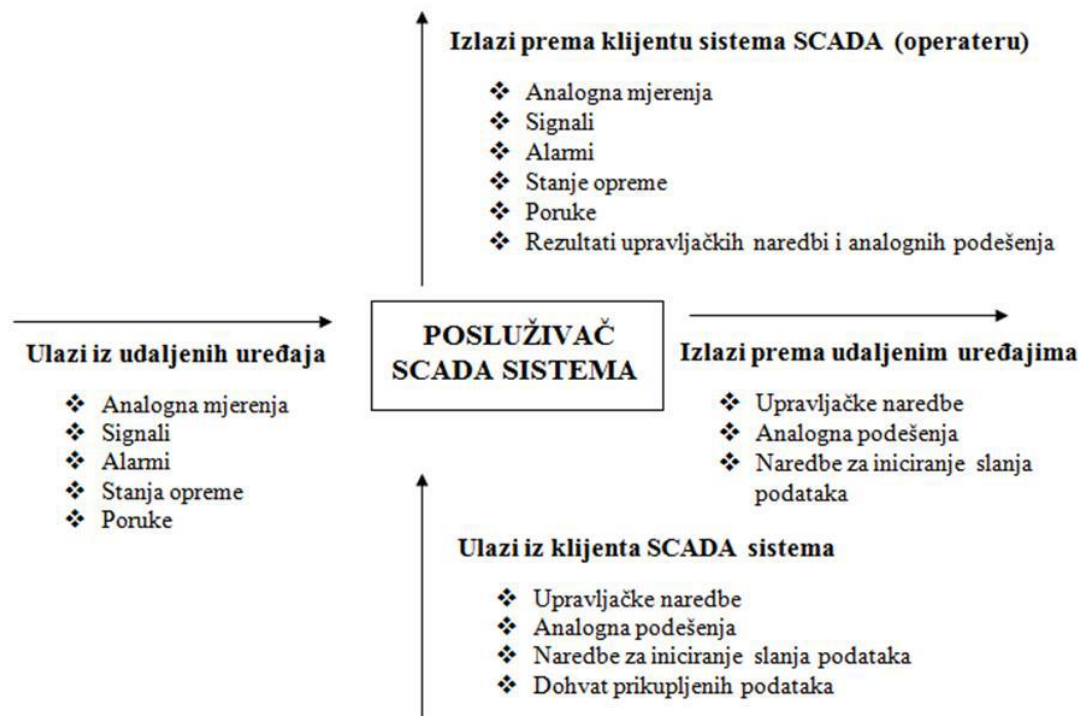 Izlazi prema klijentu sistema SCADA (operateru)
❖ Analogna mjerenja
❖ Signali
❖ Alarmi
❖ Stanje opreme
❖ Poruke
❖ Rezultati upravljačkih naredbi i analognih podešenja
POSLUŽIVAČ
SCADA SISTEMA
Ulazi iz udaljenih uređaja
❖ Analogna mjerenja
❖ Signali
❖ Alarmi
❖ Stanja opreme
❖ Poruke
Izlazi prema udaljenim uređajima
❖ Upravljačke naredbe
❖ Analogna podešenja
❖ Naredbe za iniciranje slanja
podataka
Ulazi iz klijenta SCADA sistema
❖ Upravljačke naredbe
❖ Analogna podešenja
❖ Naredbe za iniciranje slanja podataka
❖ Dohvat prikupljenih podataka